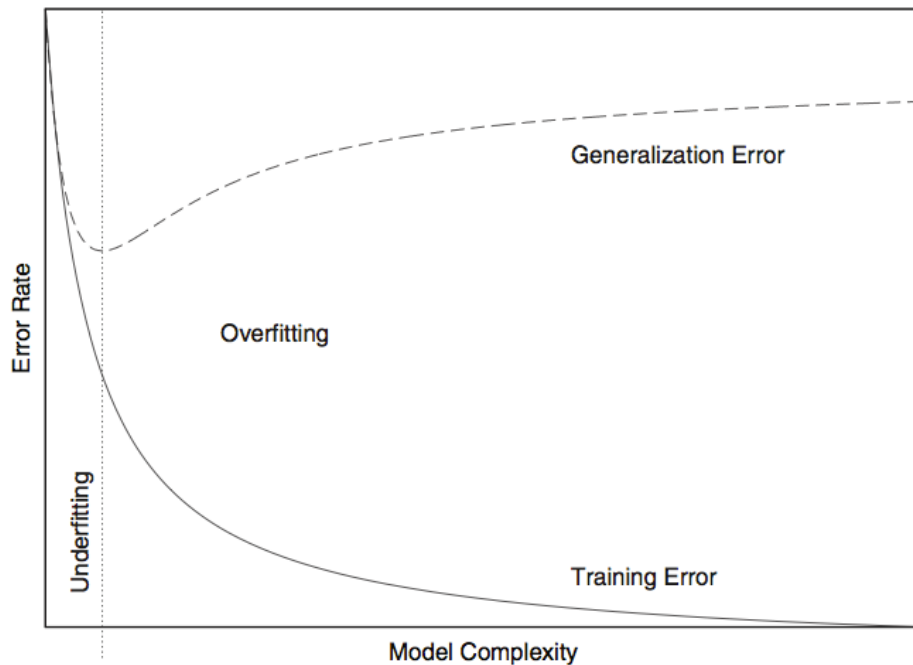 Generalization Error
Overfitting
Error Rate
Underfitting
Training Error
Model Complexity